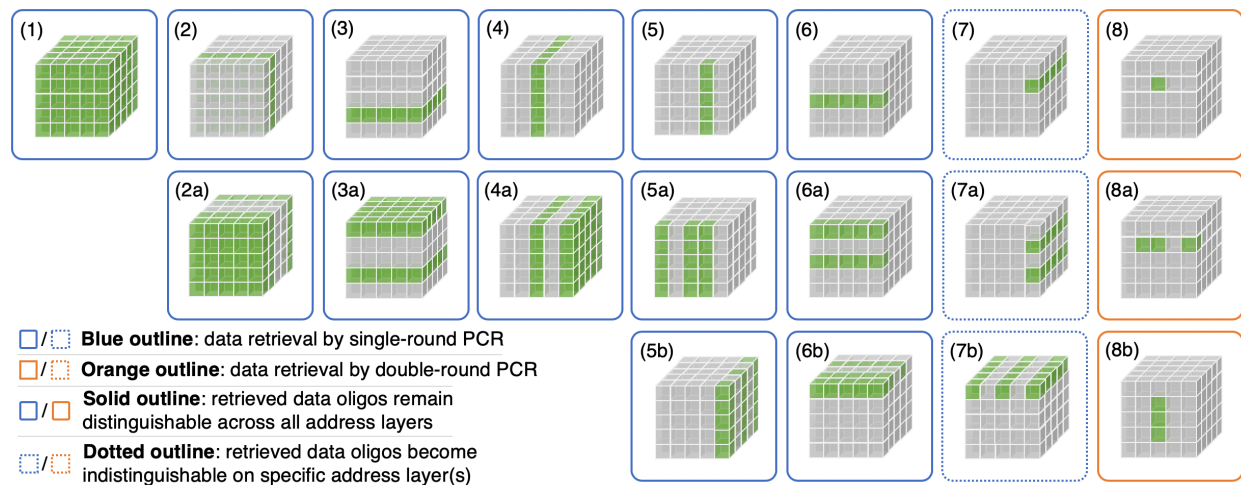 (1) (2) (3) (4) (5) (6) (7) (8)
(2a) (3a) (4a) (5a) (6a) (7a) (8a)
(5b) (6b) (7b) (8b)
/ Blue outline: data retrieval by single-round PCR
/ Orange outline: data retrieval by double-round PCR
/ Solid outline: retrieved data oligos remain
distinguishable across all address layers
/ Dotted outline: retrieved data oligos become
indistinguishable on specific address layer(s)